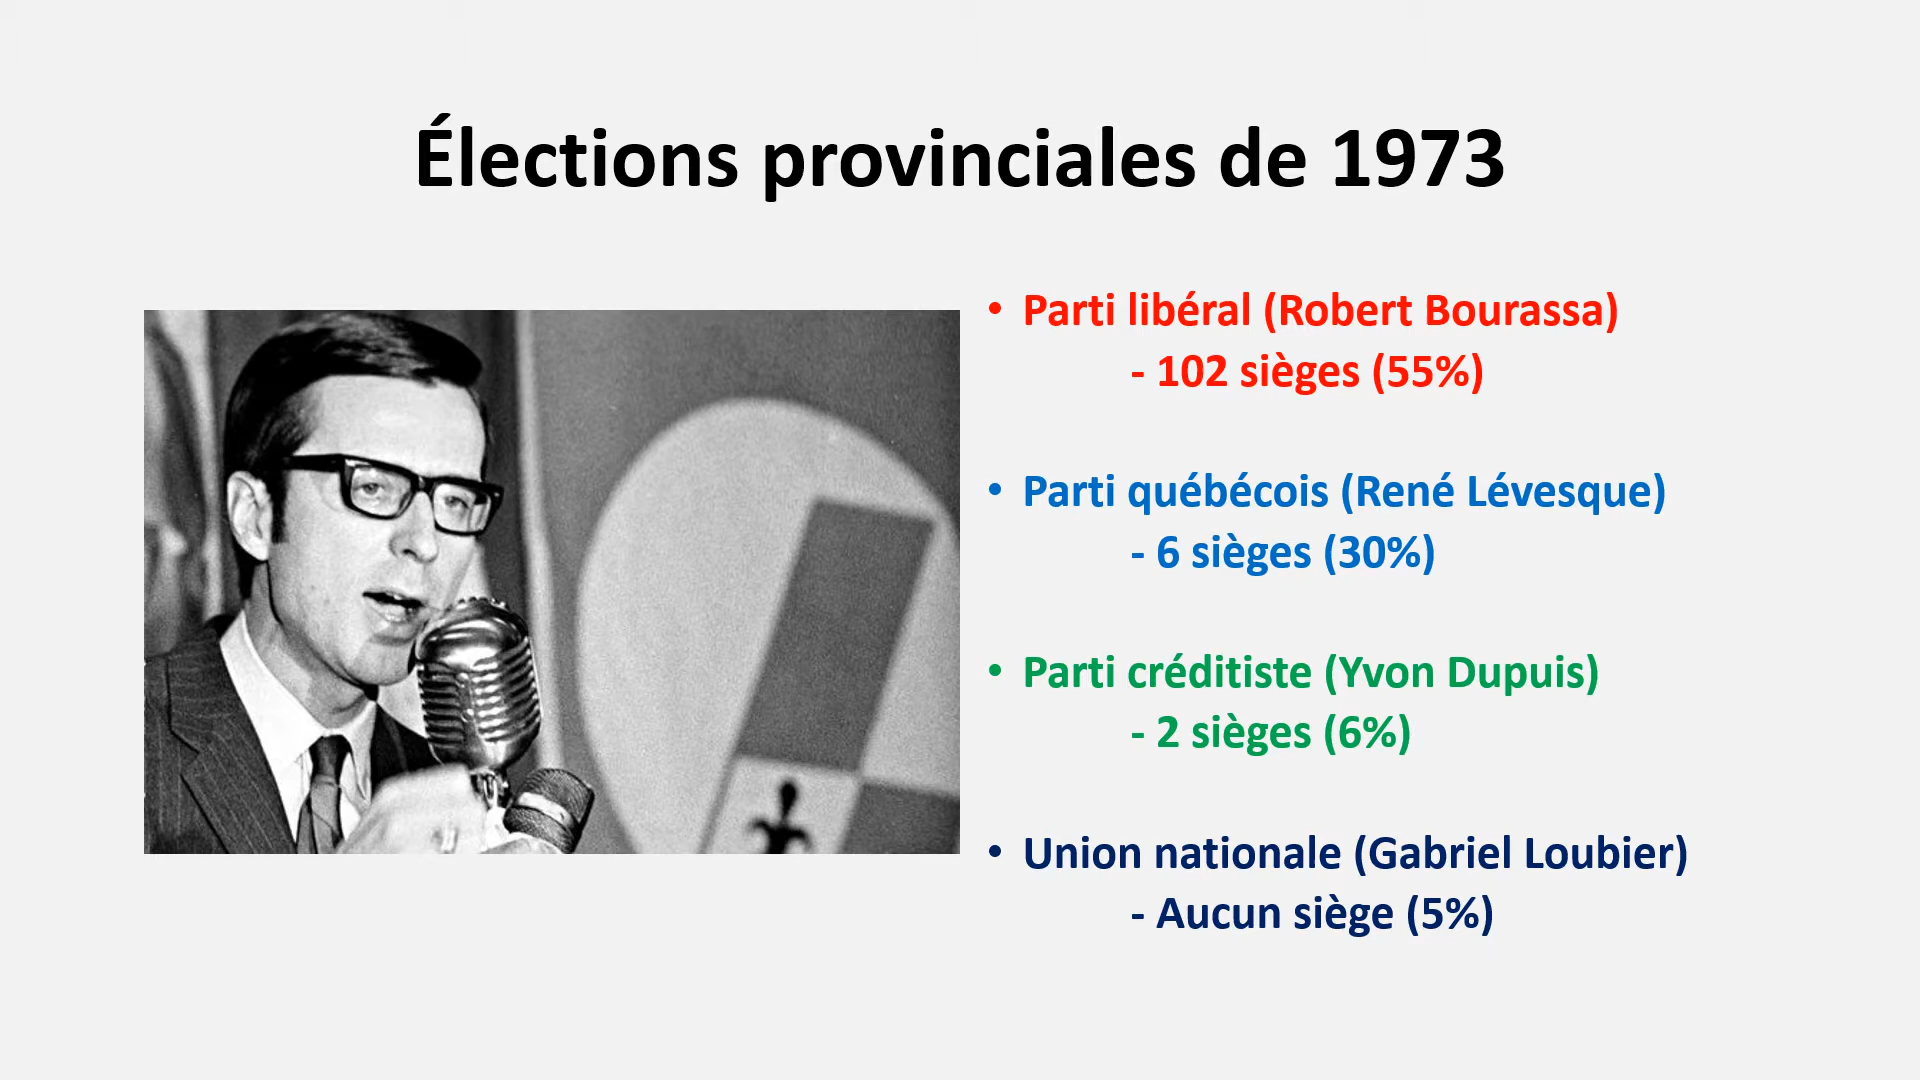 Élections provinciales de 1973
• Parti libéral (Robert Bourassa)
- 102 sièges (55%)
• Parti québécois (René Lévesque)
- 6 sièges (30%)
• Parti créditiste (Yvon Dupuis)
- 2 sièges (6%)
• Union nationale (Gabriel Loubier)
- Aucun siège (5%)